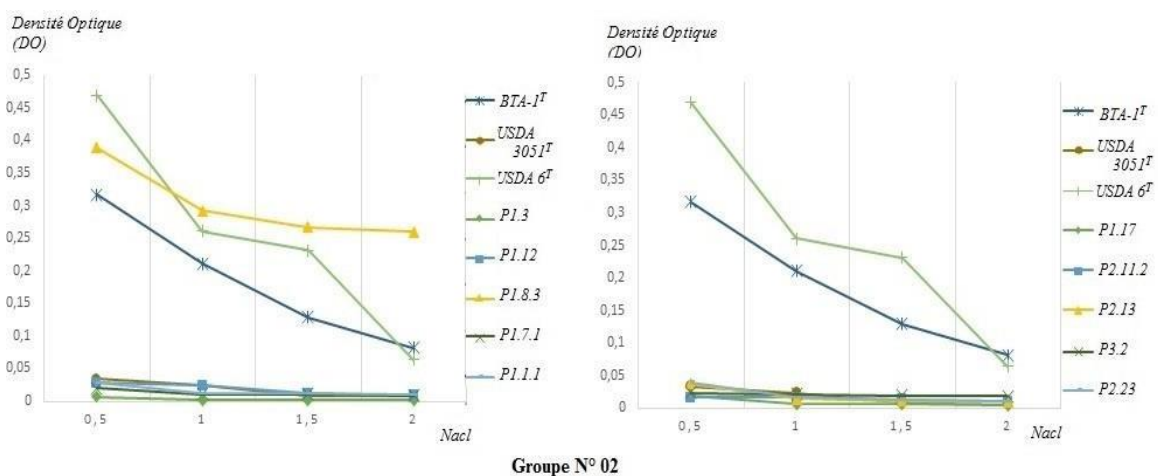 Densité Optique
(DO)
0,5
0,45
0,4
0,35
0,3
0,25
0,2
0,15
0,1
0,05
0
0,5
1
1,5
2
Nacl
BTA-1T
USDA
3051T
USDA 6T
P1.3
P1.12
P1.8.3
P1.7.1
P1.1.1
Densité Optique
(DO)
0,5
0,45
0,4
0,35
0,3
0,25
0,2
0,15
0,1
0,05
0
0,5
1
1,5
2
Nacl
BTA-1T
USDA
3051T
USDA 6T
P1.17
P2.11.2
P2.13
P3.2
P2.23
Groupe N° 02